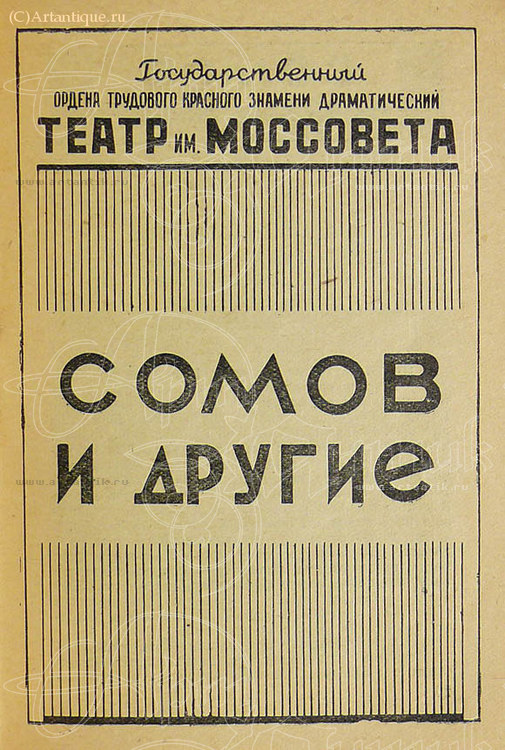 (C)Artantique.ru
Государственный
ОРДЕНА ТРУДОВОГО КРАСНОГО ЗНАМЕНИ ДРАМАТИЧЕСКИЙ
ТЕАТР ИМ. МОССОВЕТА
СОМОВ
И ДРУГИЕ